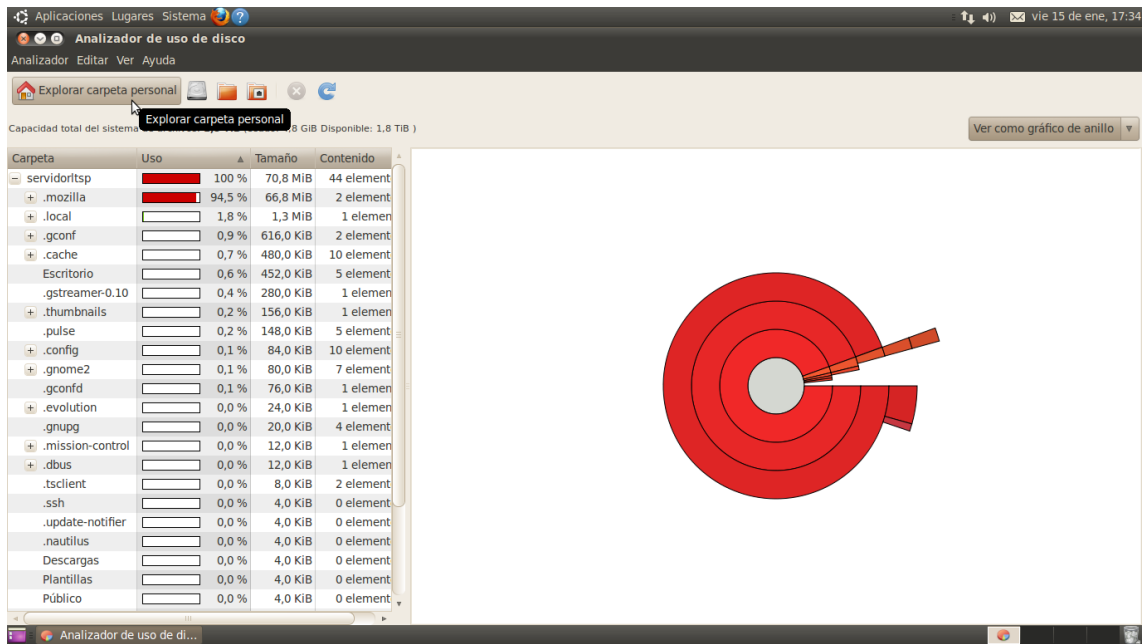 Aplicaciones Lugares Sistema ?
vie 15 de ene, 17:34
Analizador de uso de disco
Analizador Editar Ver Ayuda
Explorar carpeta personal
Explorar carpeta personal
Capacidad total del sistema
8 GiB Disponible: 1,8 TiB )
Ver como gráfico de anillo
Carpeta Uso Tamaño Contenido
servidorltsp 100 % 70,8 MiB 44 element
.mozilla 94,5 % 66,8 MiB 2 element
.local 1,8 % 1,3 MiB 1 elemen
.gconf 0,9 % 616,0 KiB 2 element
.cache 0,7 % 480,0 KiB 10 element
Escritorio 0,6 % 452,0 KiB 5 element
.gstreamer-0.10 0,4 % 280,0 KiB 1 elemen
.thumbnails 0,2 % 156,0 KiB 1 elemen
.pulse 0,2 % 148,0 KiB 5 element
.config 0,1 % 84,0 KiB 10 element
.gnome2 0,1 % 80,0 KiB 7 element
.gconfd 0,1 % 76,0 KiB 1 elemen
.evolution 0,0 % 24,0 KiB 1 elemen
.gnupg 0,0 % 20,0 KiB 4 element
.mission-control 0,0 % 12,0 KiB 1 elemen
.dbus 0,0 % 12,0 KiB 1 elemen
.tsclient 0,0 % 8,0 KiB 2 element
.ssh 0,0 % 4,0 KiB 0 element
.update-notifier 0,0 % 4,0 KiB 0 element
.nautilus 0,0 % 4,0 KiB 0 element
Descargas 0,0 % 4,0 KiB 0 element
Plantillas 0,0 % 4,0 KiB 0 element
Público 0,0 % 4,0 KiB 0 element
Analizador de uso de di...